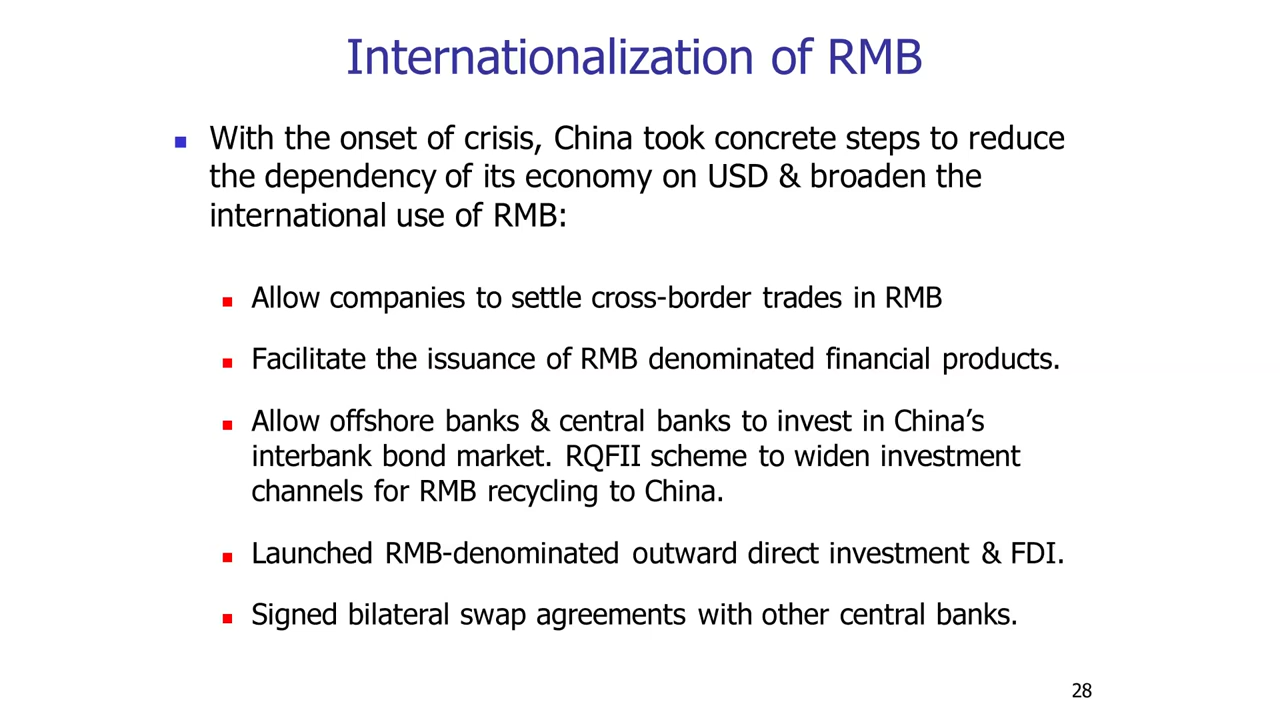 Internationalization of RMB
With the onset of crisis, China took concrete steps to reduce
the dependency of its economy on USD & broaden the
international use of RMB:
Allow companies to settle cross-border trades in RMB
Facilitate the issuance of RMB denominated financial products.
Allow offshore banks & central banks to invest in China’s
interbank bond market. RQFII scheme to widen investment
channels for RMB recycling to China.
Launched RMB-denominated outward direct investment & FDI.
Signed bilateral swap agreements with other central banks.
28